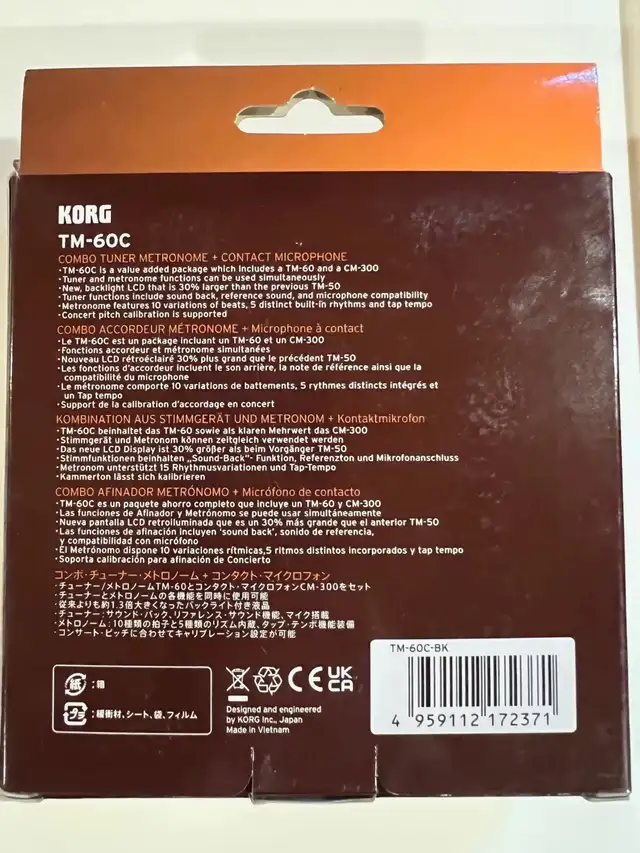 KORG
TM-60C
COMBO TUNER METRONOME + CONTACT MICROPHONE
·TM-60C is a value added package which includes a TM-60 and a CM-300
·Tuner and metronome functions can be used simultaneously
·New, backlight LCD that is 30% larger than the previous TM-50
·Tuner functions include sound back, reference sound, and microphone compatibility
·Metronome features 10 variations of beats, 5 distinct built-in rhythms and tap tempo
·Concert pitch calibration is supported
COMBO ACCORDEUR MÉTRONOME + Microphone à contact
·Le TM-60C est un package incluant un TM-60 et un CM-300
·Fonctions accordeur et métronome simultanées
·Nouveau LCD rétroéclairé 30% plus grand que le précédent TM-50
·Les fonctions d'accordeur incluent le son arrière, la note de référence ainsi que la
compatibilité du microphone
·Le métronome comporte 10 variations de battements, 5 rythmes distincts intégrés et
un Tap tempo
·Support de la calibration d'accordage en concert
KOMBINATION AUS STIMMGERÄT UND METRONOM + Kontaktmikrofon
·TM-60C beinhaltet das TM-60 sowie als klaren Mehrwert das CM-300
·Stimmgerät und Metronom können zeitgleich verwendet werden
·Das neue LCD Display ist 30% größer als beim Vorgänger TM-50
·Stimmfunktionen beinhalten „Sound-Back"- Funktion, Referenzton und Mikrofonanschluss
·Metronom unterstützt 15 Rhythmusvariationen und Tap-Tempo
·Kammerton lässt sich kalibrieren
COMBO AFINADOR METRÓNOMO + Micrófono de contacto
·TM-60C es un paquete ahorro completo que incluye un TM-60 y CM-300
·Las funciones de Afinador y Metrónomo se puede usar simultáneamente
·Nueva pantalla LCD retroiluminada que es un 30% más grande que el anterior TM-50
·Las funciones de afinación incluyen 'sound back', sonido de referencia,
y compatibilidad con micrófono
·El Metrónomo dispone 10 variaciones rítmicas,5 ritmos distintos incorporados y tap tempo
·Soporta calibración para afinación de Concierto
コンボ・チューナー・メトロノーム + コンタクト・マイクロフォン
・チューナー/メトロノームTM-60とコンタクト・マイクロフォンCM-300をセット
・チューナーとメトロノームの各機能を同時に使用可能
・従来よりも約1.3倍大きくなったバックライト付き液晶
・チューナー：サウンド・バック、リファレンス・サウンド機能、マイク搭載
・メトロノーム：10種類の拍子と5種類のリズム内蔵、タップ・テンポ機能装備
・コンサート・ピッチに合わせてキャリブレーション設定が可能
紙：箱
プラ：緩衝材、シート、袋、フィルム
CE UK CA
Designed and engineered
by KORG Inc., Japan
Made in Vietnam
TM-60C-BK
4 959112 172371